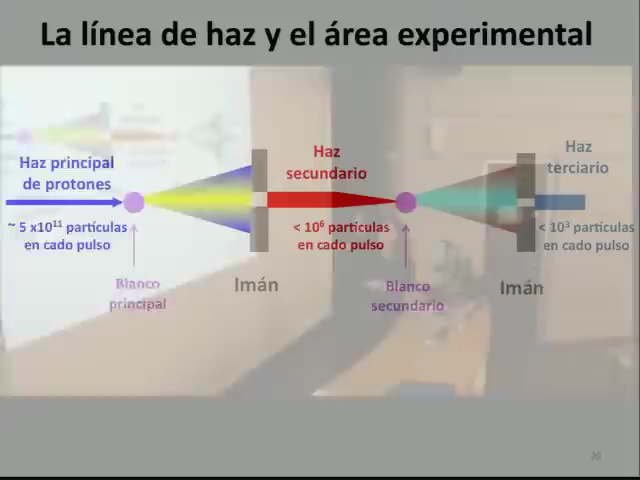 La línea de haz y el área experimental
Haz principal
de protones
~ 5 x10¹¹ partículas
en cado pulso
Blanco
principal
Imán
Haz
secundario
< 10⁶ partículas
en cado pulso
Blanco
secundario
Imán
Haz
terciario
< 10³ partículas
en cado pulso